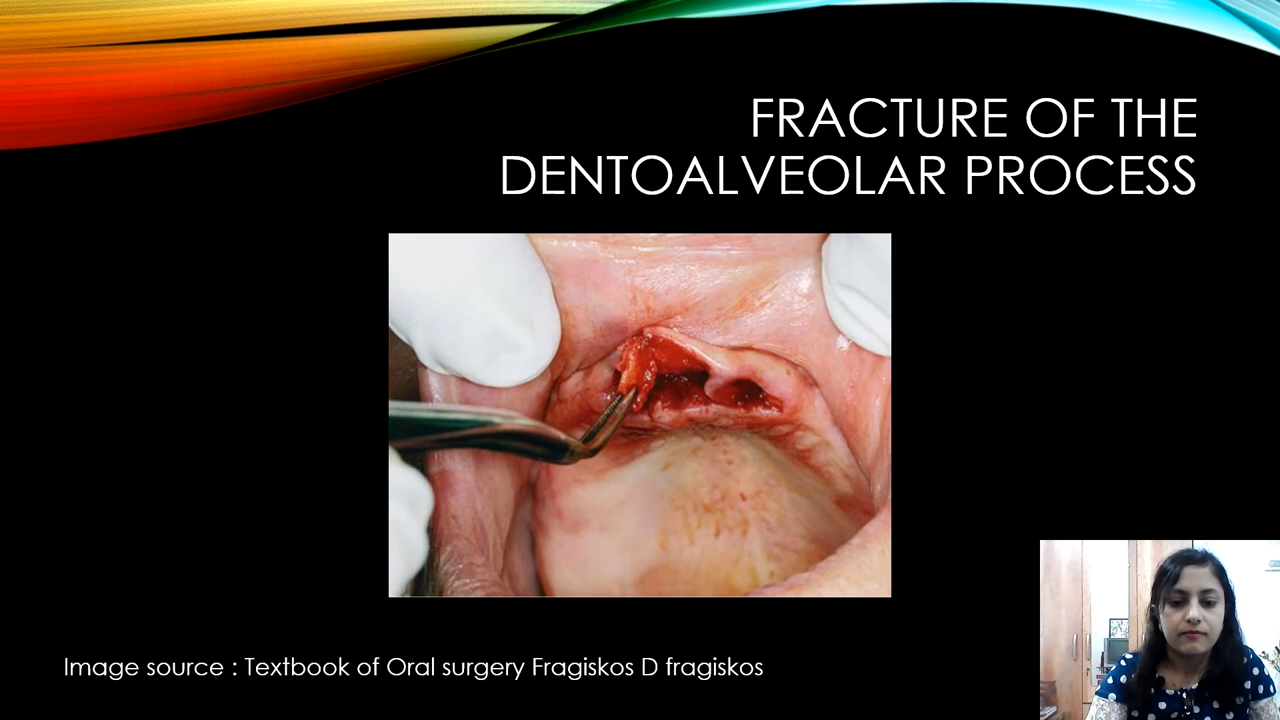 FRACTURE OF THE
DENTOALVEOLAR PROCESS
Image source : Textbook of Oral surgery Fragiskos D fragiskos